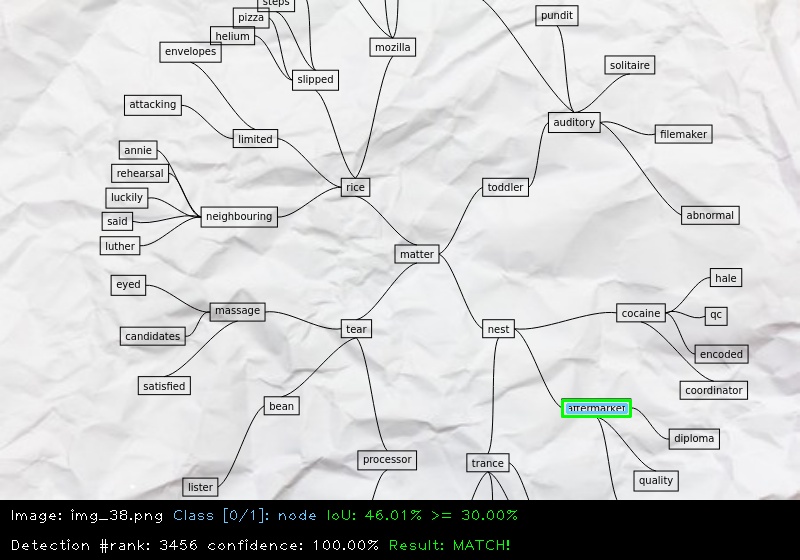 steps
pizza
pundit
helium
mozilla
envelopes
solitaire
slipped
attacking
auditory
filemaker
limited
annie
rehearsal
toddler
rice
luckily
abnormal
said
neighbouring
luther
matter
hale
eyed
massage
cocaine
qc
candidates
tear
nest
encoded
satisfied
coordinator
bean
aftermarket
diploma
processor
trance
quality
lister
Image: img_38.png Class [0/1]: node IoU: 46.01% >= 30.00%
Detection #rank: 3456 confidence: 100.00% Result: MATCH!